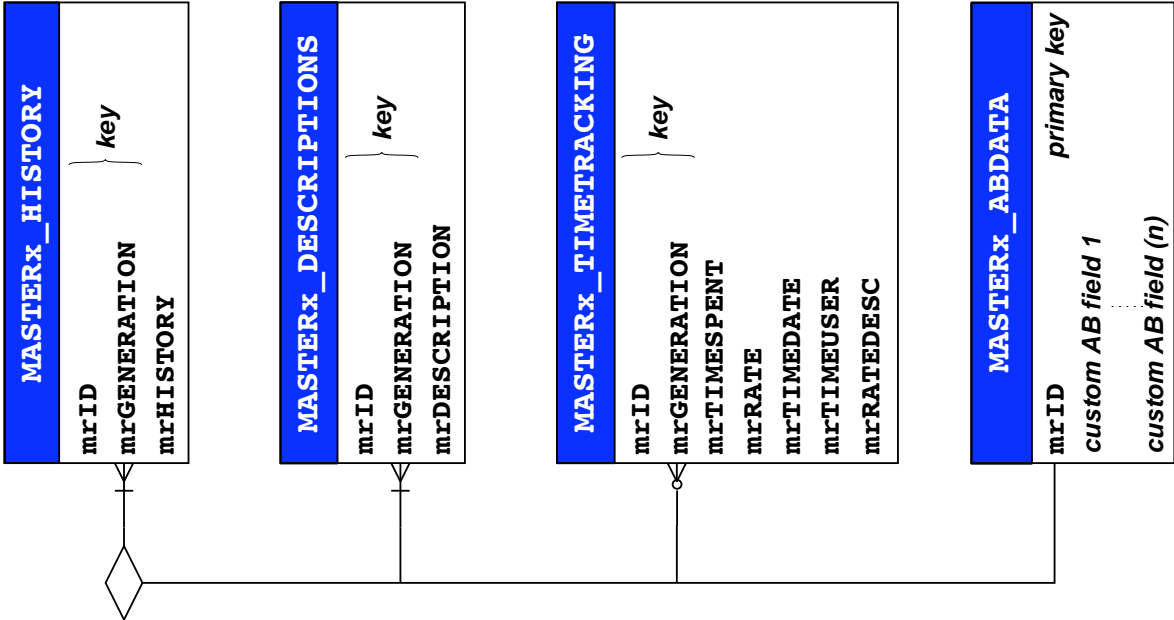 MASTERx_HISTORY
mrID
mrGENERATION
key
mrHISTORY
MASTERx_DESCRIPTIONS
mrID
mrGENERATION
key
mrDESCRIPTION
MASTERx_TIMETRACKING
mrID
mrGENERATION
key
mrTIMESPENT
mrRATE
mrTIMEDATE
mrTIMEUSER
mrRATEDESC
MASTERx_ABDATA
mrID primary key
custom AB field 1
custom AB field (n)